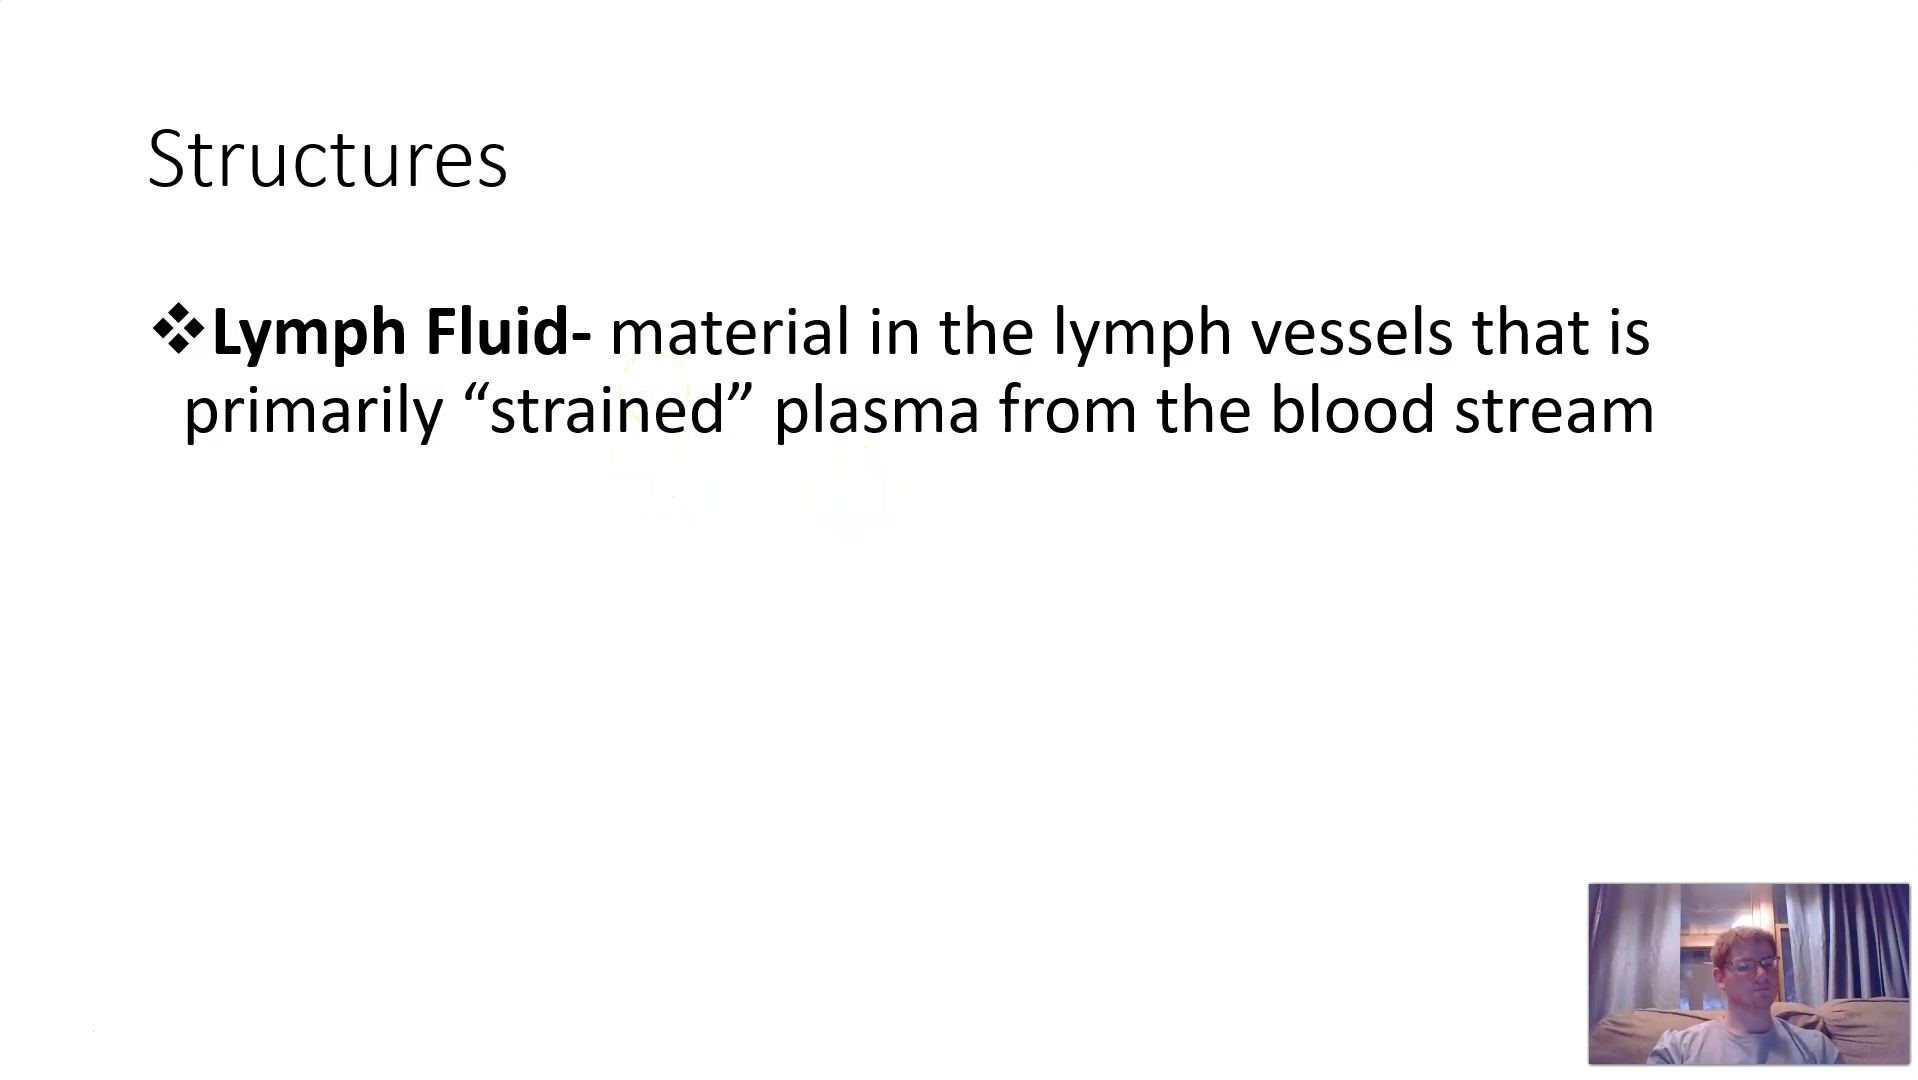 Structures
❖Lymph Fluid- material in the lymph vessels that is
primarily “strained” plasma from the blood stream